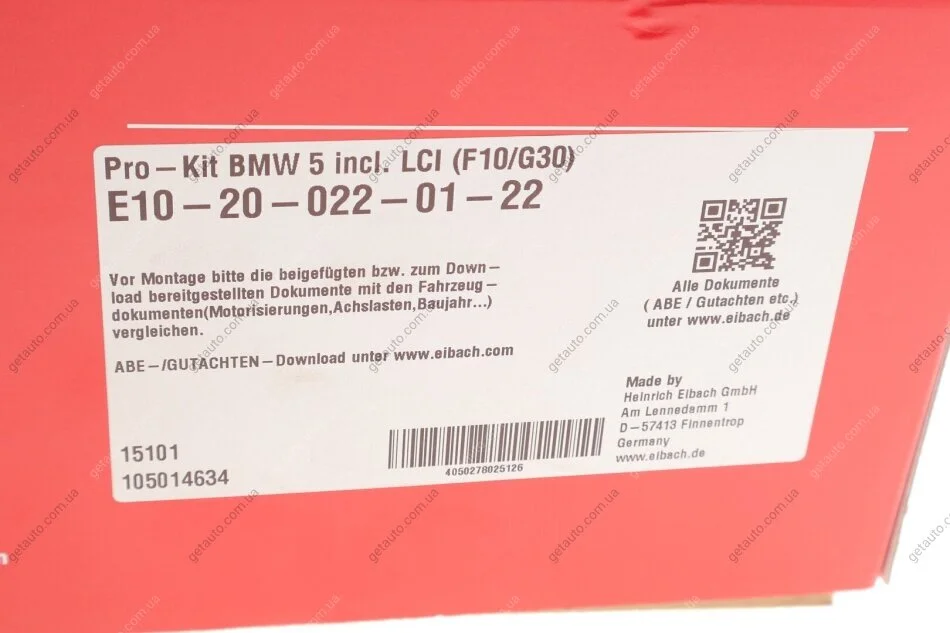 Pro-Kit BMW 5 incl. LCI (F10/G30)
E10-20-022-01-22
Vor Montage bitte die beigefügten bzw. zum Down-
load bereitgestellten Dokumente mit den Fahrzeug-
dokumenten(Motorisierungen,Achslasten,Baujahr...)
vergleichen.
ABE-/GUTACHTEN-Download unter www.eibach.com
15101
105014634
4050278025126
Alle Dokumente
( ABE / Gutachten etc.)
unter www.eibach.de
Made by
Heinrich Eibach GmbH
Am Lennedamm 1
D-57413 Finnentrop
Germany
www.eibach.de
getauto.com.ua